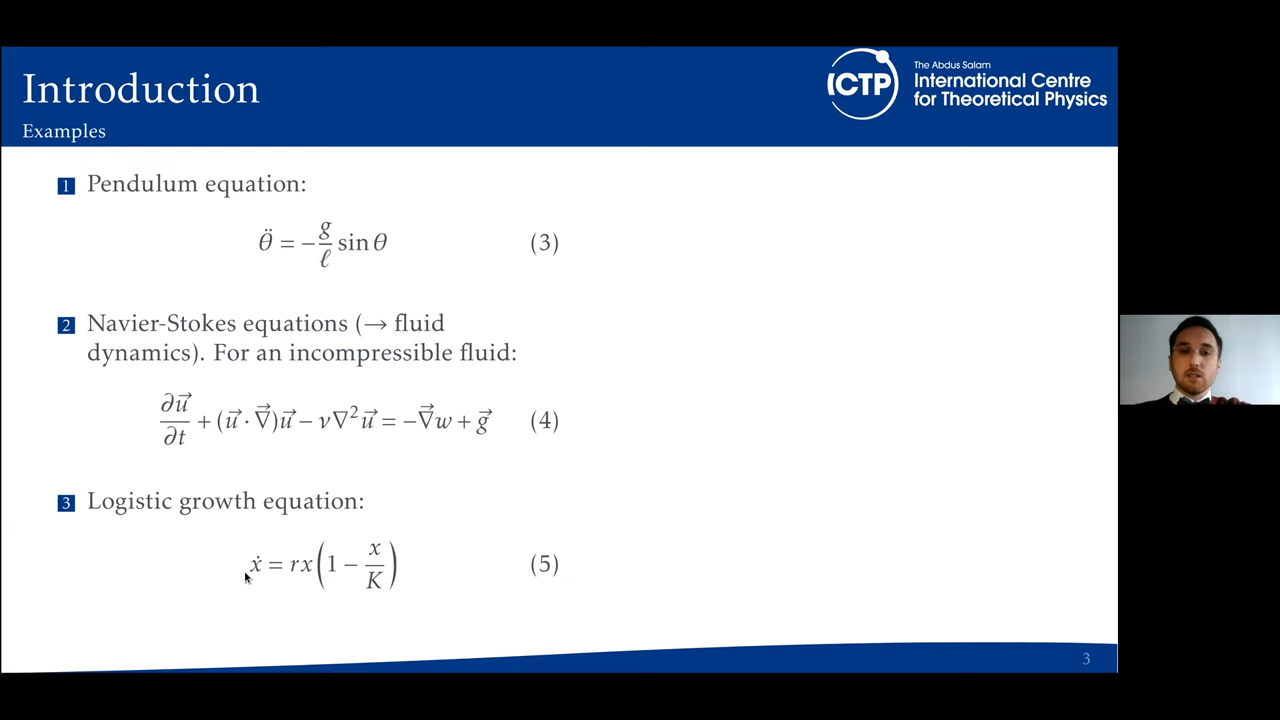 Introduction
Examples
ICTP
The Abdus Salam
International Centre
for Theoretical Physics
1 Pendulum equation:
θ̈ = −g/ℓ sin θ (3)
2 Navier-Stokes equations (→ fluid
dynamics). For an incompressible fluid:
∂u⃗/∂t + (u⃗ · ∇⃗)u⃗ − ν∇²u⃗ = −∇⃗w + g⃗ (4)
3 Logistic growth equation:
ẋ = rx(1 − x/K) (5)
3